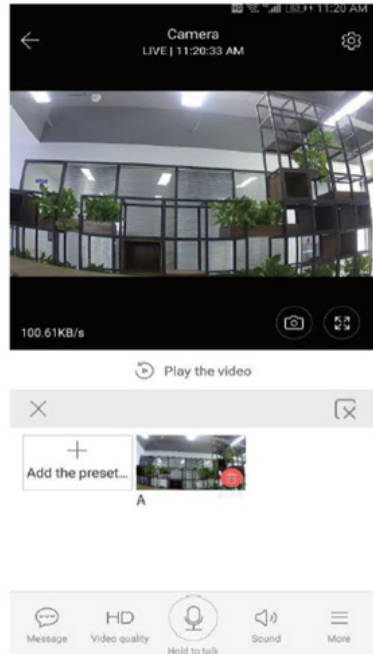 11:20 AM
Camera
LIVE | 11:20:33 AM
100.61KB/s
Play the video
Add the preset...
A
HD
Message
Video quality
Hold to talk
Sound
More